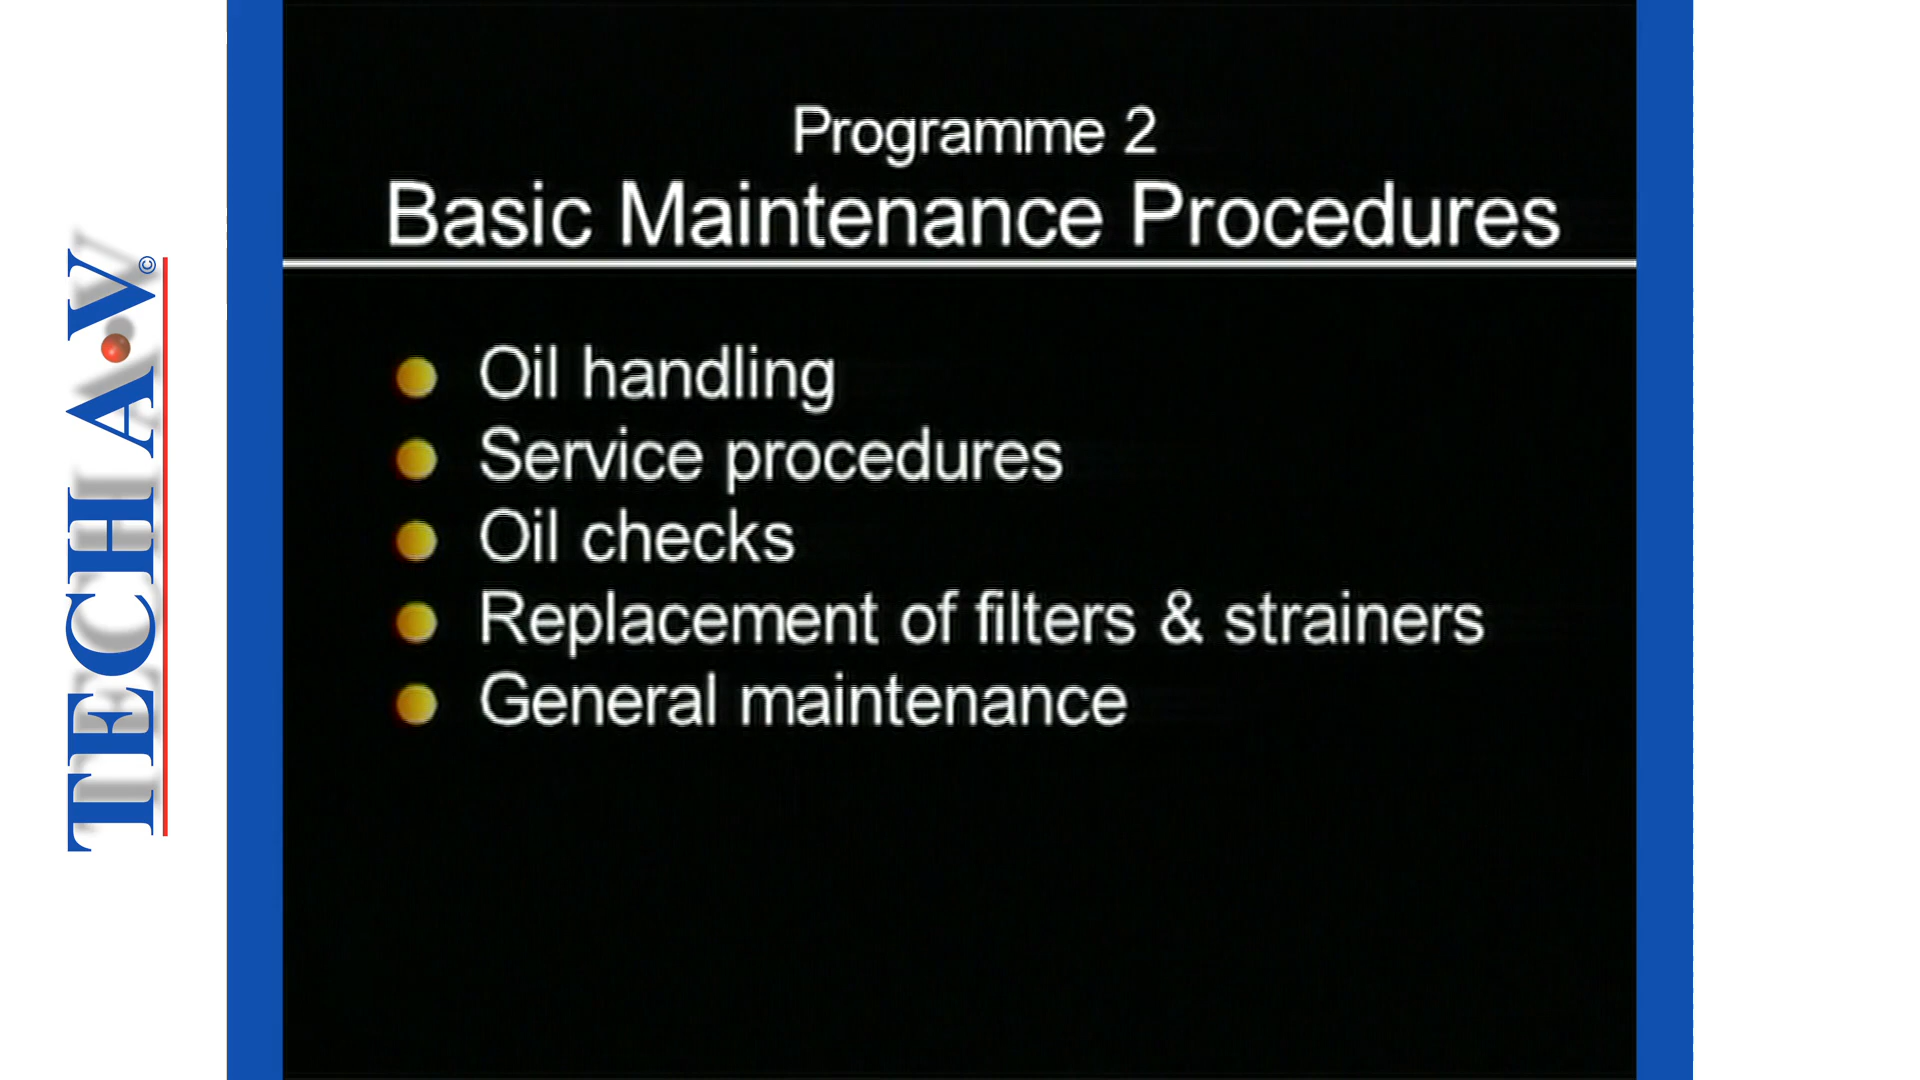 Programme 2
Basic Maintenance Procedures
Oil handling
Service procedures
Oil checks
Replacement of filters & strainers
General maintenance
TECH A.V ©